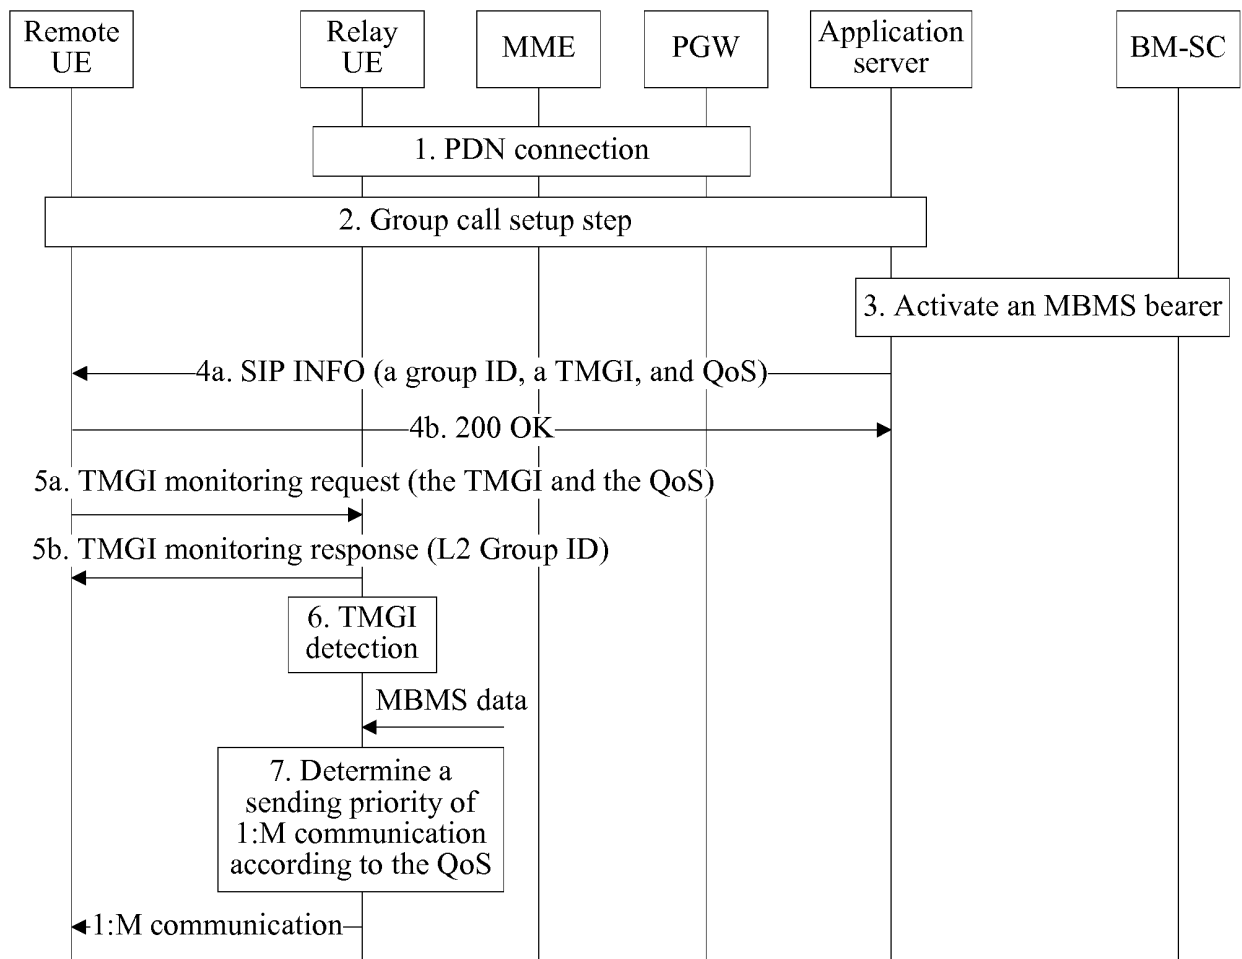 Remote
UE
Relay
UE
MME
PGW
Application
server
BM-SC
1. PDN connection
2. Group call setup step
3. Activate an MBMS bearer
4a. SIP INFO (a group ID, a TMGI, and QoS)
4b. 200 OK
5a. TMGI monitoring request (the TMGI and the QoS)
5b. TMGI monitoring response (L2 Group ID)
6. TMGI
detection
MBMS data
7. Determine a
sending priority of
1:M communication
according to the QoS
1:M communication